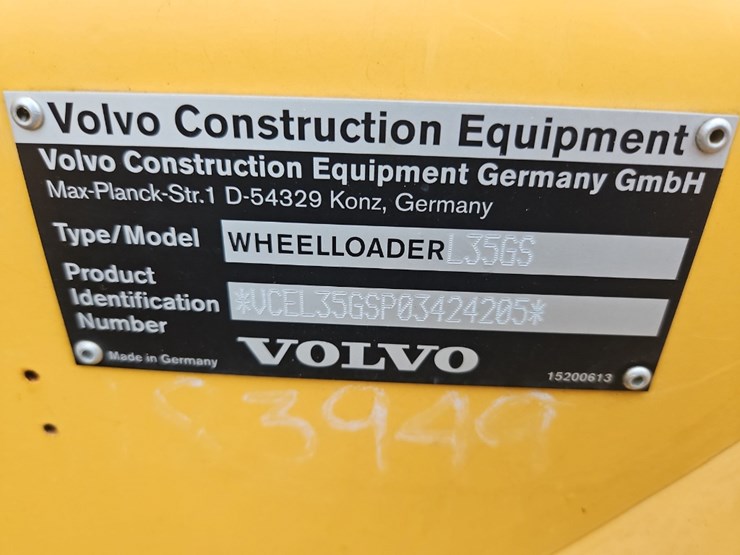 Volvo Construction Equipment
Volvo Construction Equipment Germany GmbH
Max-Planck-Str.1 D-54329 Konz, Germany
Type/Model WHEELLOADER L35GS
Product
Identification
Number
*VCEL35GSP03424205*
Made in Germany
VOLVO
15200613
3949